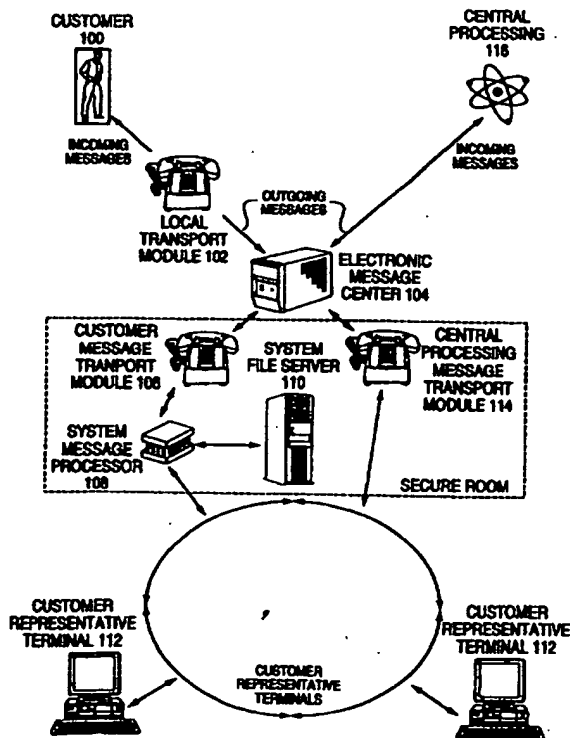 CUSTOMER
100
CENTRAL
PROCESSING
116
INCOMING
MESSAGES
INCOMING
MESSAGES
OUTGOING
MESSAGES
LOCAL
TRANSPORT
MODULE 102
ELECTRONIC
MESSAGE
CENTER 104
CUSTOMER
MESSAGE
TRANPORT
MODULE 106
SYSTEM
FILE SERVER
110
CENTRAL
PROCESSING
MESSAGE
TRANSPORT
MODULE 114
SYSTEM
MESSAGE
PROCESSOR
108
SECURE ROOM
CUSTOMER
REPRESENTATIVE
TERMINAL 112
CUSTOMER
REPRESENTATIVE
TERMINAL 112
CUSTOMER
REPRESENTATIVE
TERMINALS